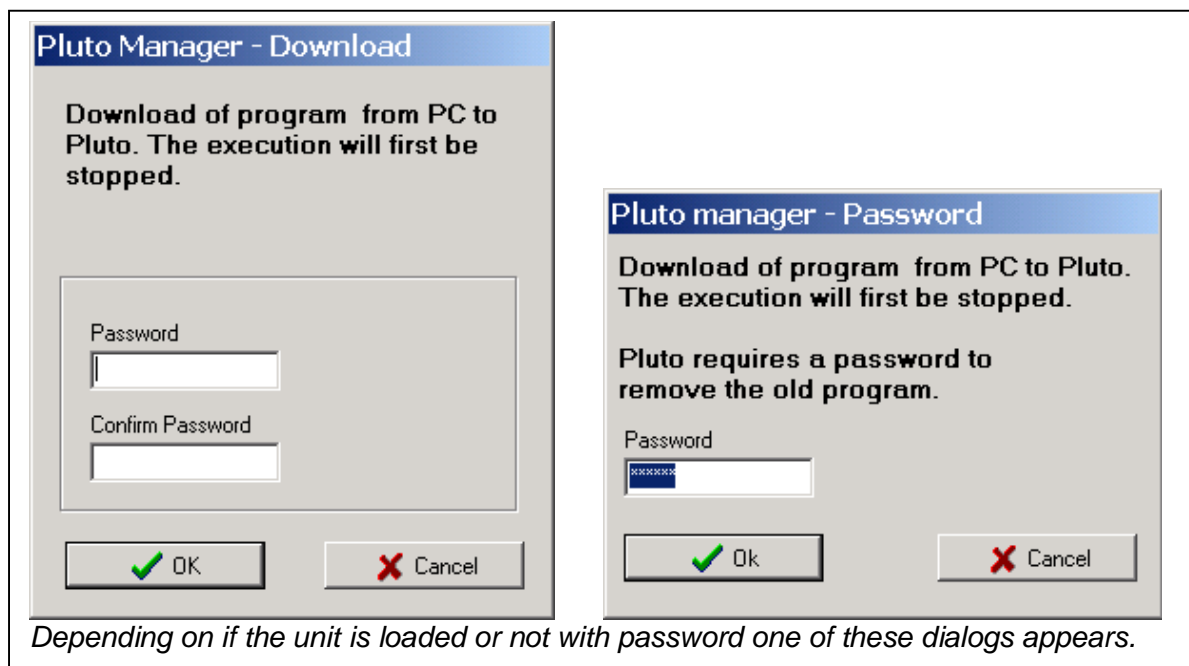 Pluto Manager - Download
Download of program  from PC to
Pluto. The execution will first be
stopped.
Password
Confirm Password
OK
Cancel
Pluto manager - Password
Download of program  from PC to Pluto.
The execution will first be stopped.
Pluto requires a password to
remove the old program.
Password
******
Ok
Cancel
Depending on if the unit is loaded or not with password one of these dialogs appears.